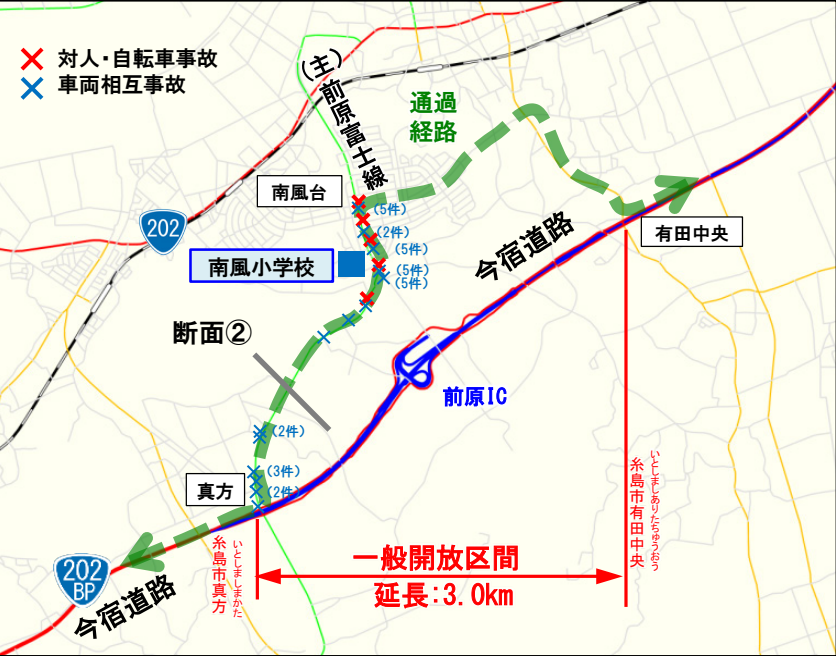 対人・自転車事故
車両相互事故
(主)前原富士線
通過
経路
南風台
(5件)
(2件)
(5件)
(5件)
(5件)
202
有田中央
南風小学校
今宿道路
断面②
前原IC
(2件)
(3件)
(2件)
真方
糸島市有田中央
いとしましありたちゅうおう
糸島市真方
いとしましまかた
一般開放区間
延長:3.0km
202
BP
今宿道路